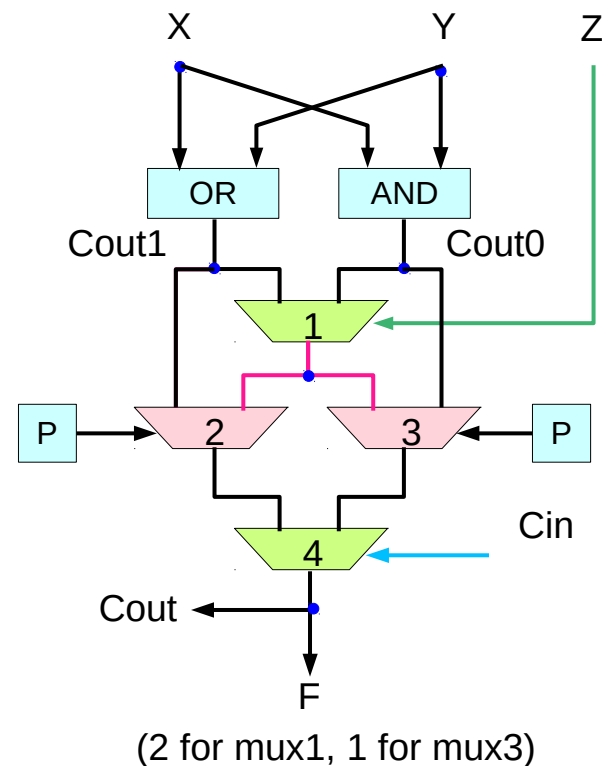 X Y Z
OR AND
Cout1 Cout0
1
P 2 3 P
Cin
4
Cout
F
(2 for mux1, 1 for mux3)